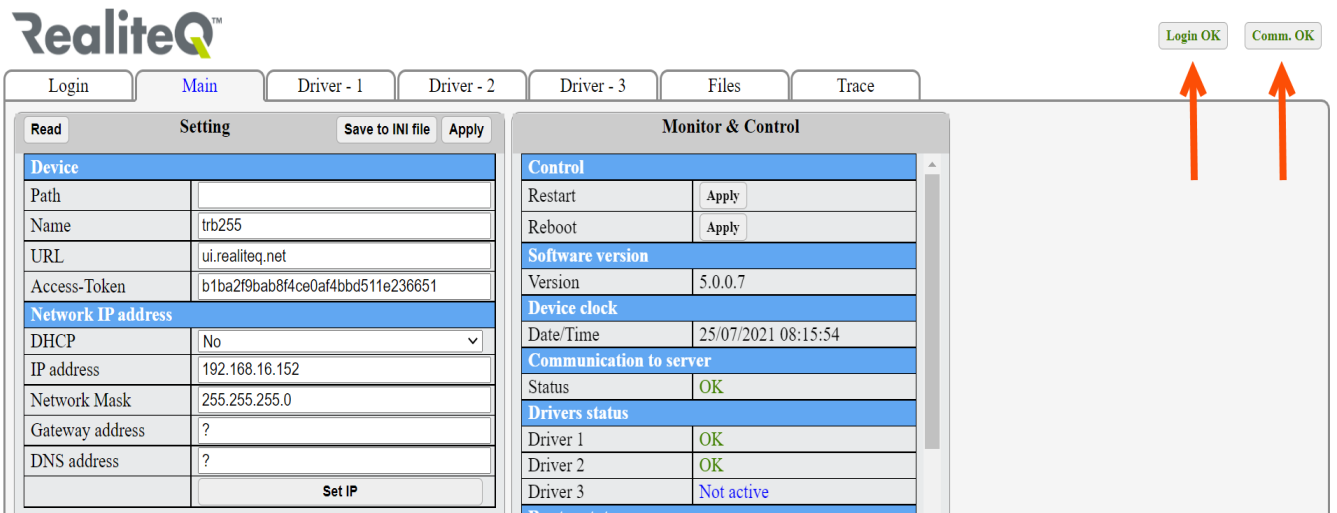 RealiteQ™
Login OK Comm. OK
Login Main Driver - 1 Driver - 2 Driver - 3 Files Trace
Read Setting Save to INI file Apply
Device
Path
Name trb255
URL ui.realiteq.net
Access-Token b1ba2f9bab8f4ce0af4bbd511e236651
Network IP address
DHCP No
IP address 192.168.16.152
Network Mask 255.255.255.0
Gateway address ?
DNS address ?
Set IP
Monitor & Control
Control
Restart Apply
Reboot Apply
Software version
Version 5.0.0.7
Device clock
Date/Time 25/07/2021 08:15:54
Communication to server
Status OK
Drivers status
Driver 1 OK
Driver 2 OK
Driver 3 Not active